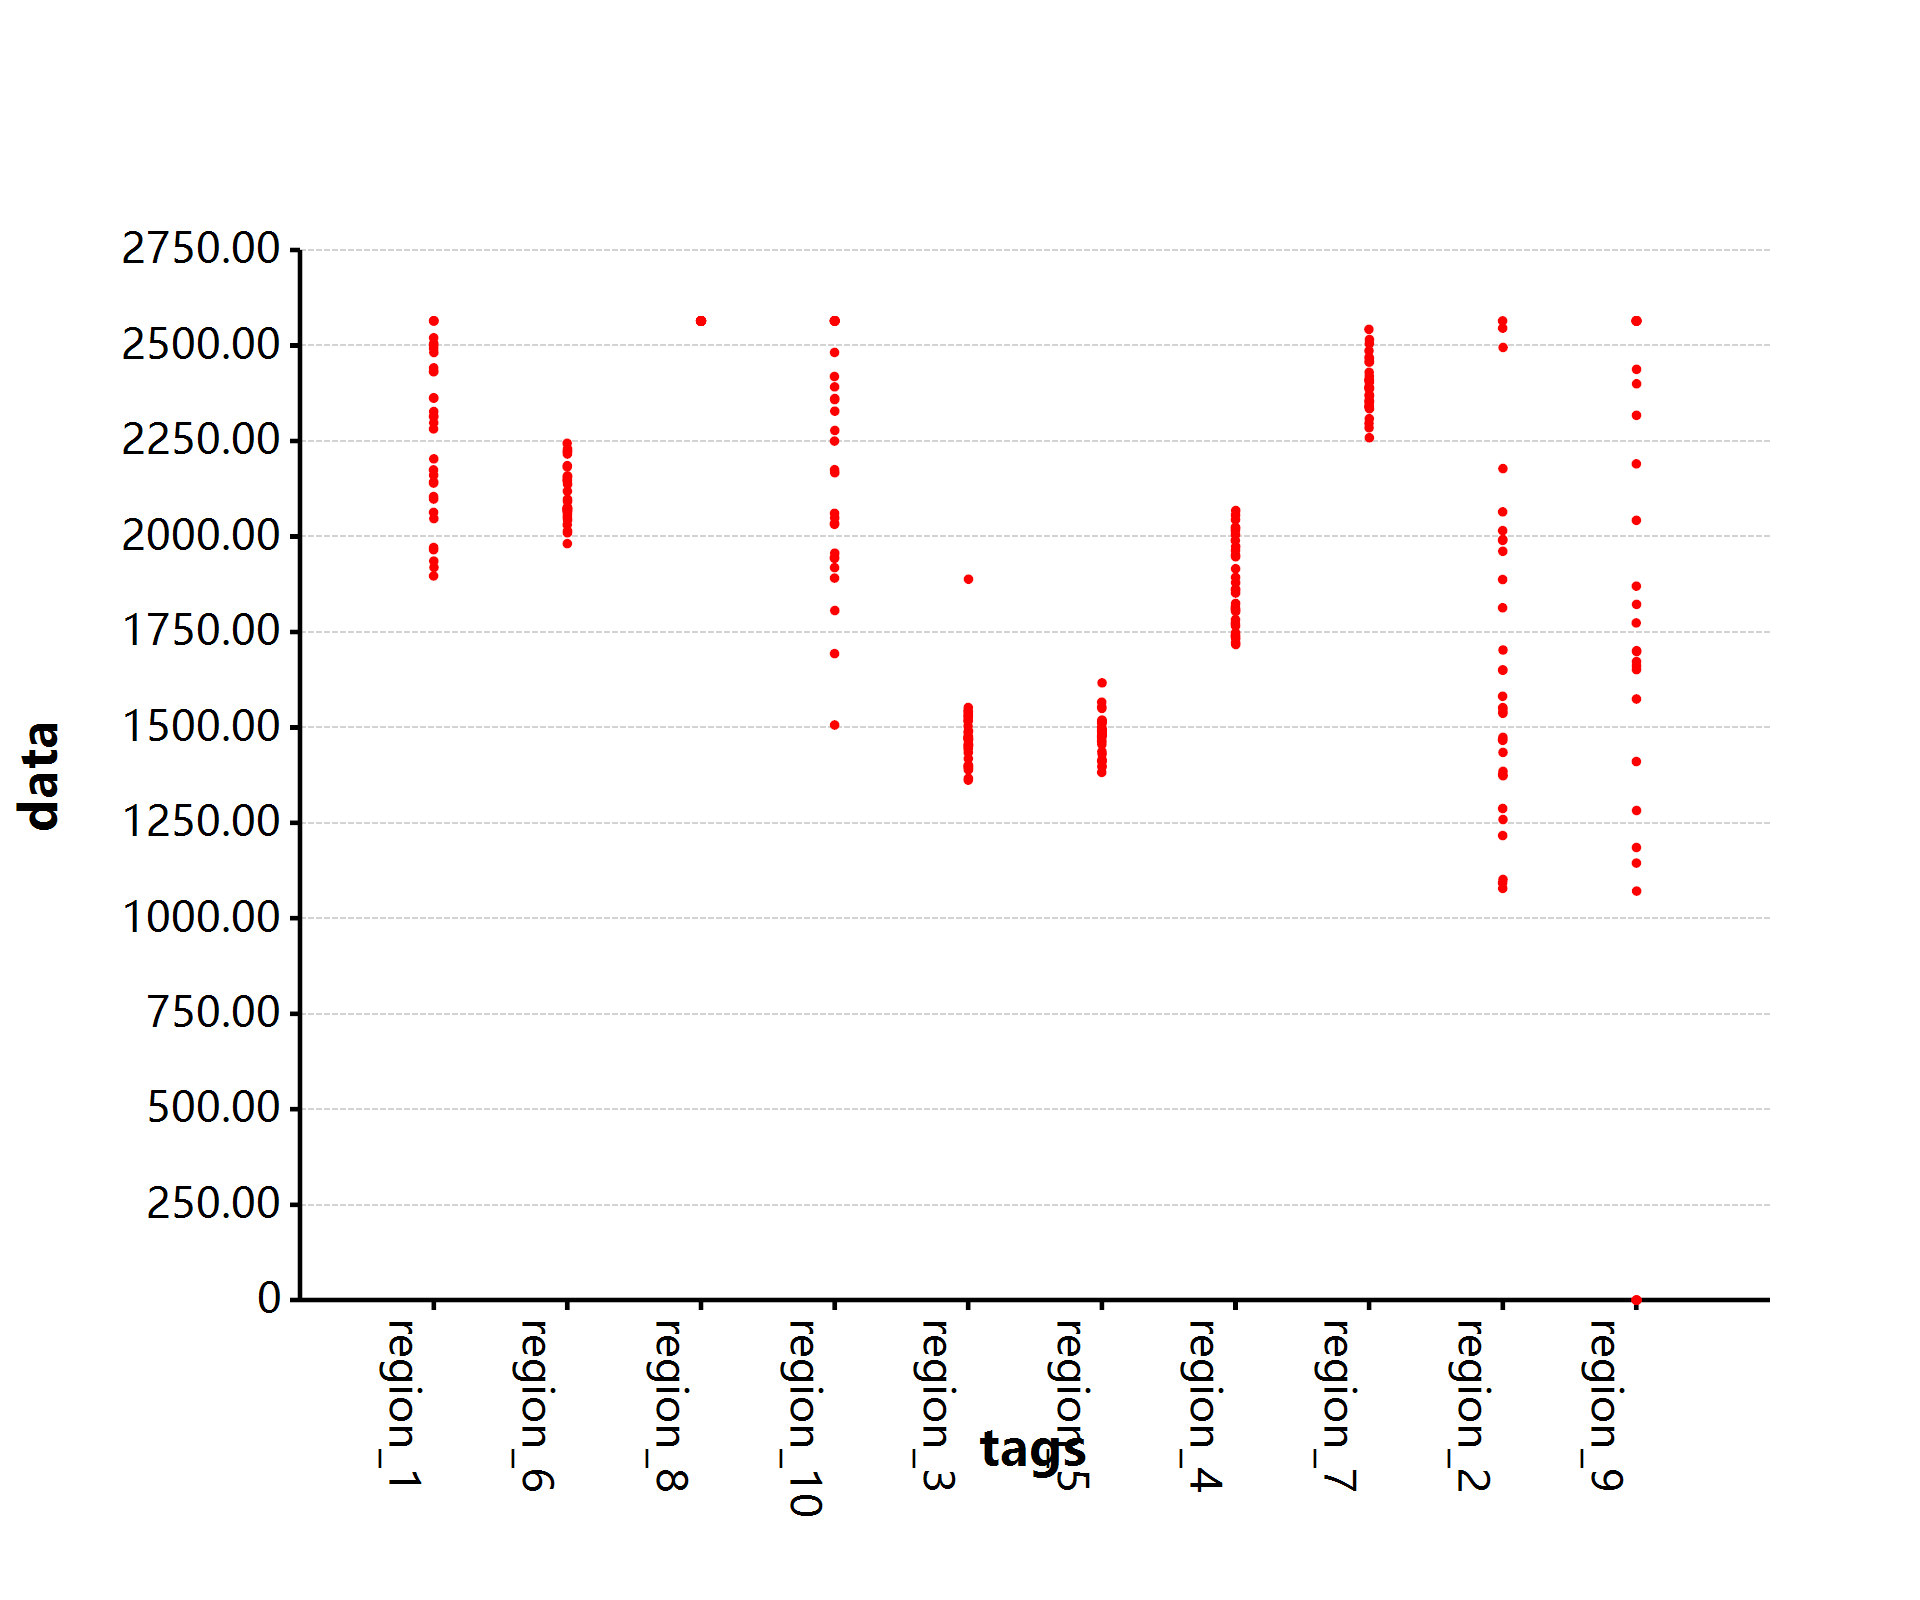 2750.00
2500.00
2250.00
2000.00
1750.00
1500.00
1250.00
1000.00
750.00
500.00
250.00
0
data
region_1
region_6
region_8
region_10
region_3
region_5
region_4
region_7
region_2
region_9
tags